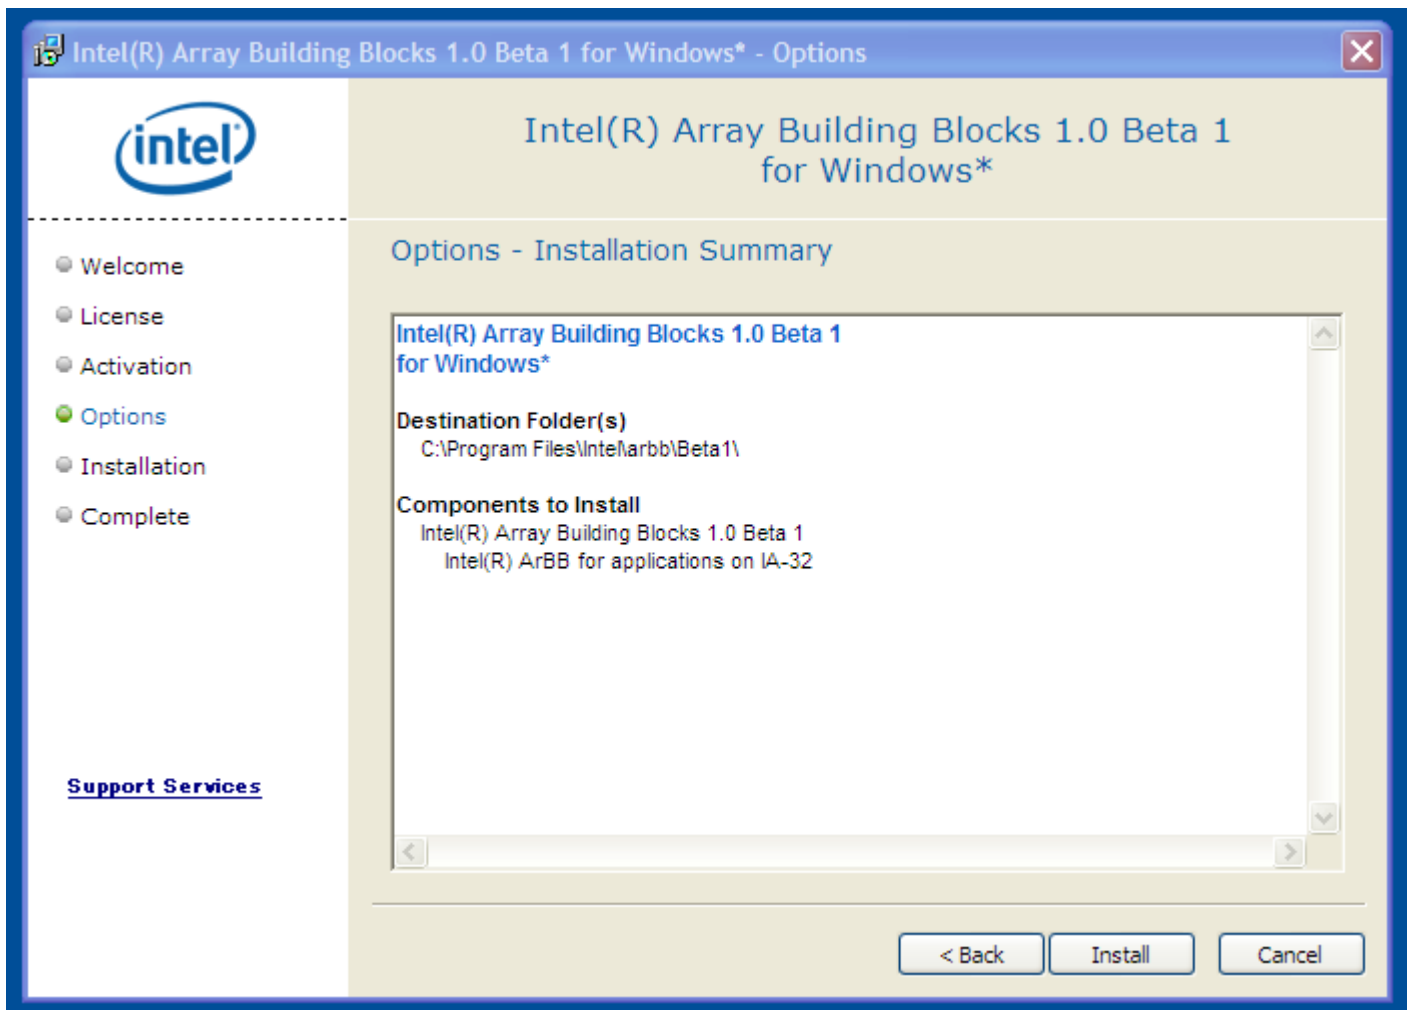 Intel(R) Array Building Blocks 1.0 Beta 1 for Windows* - Options
intel
Intel(R) Array Building Blocks 1.0 Beta 1
for Windows*
Welcome
License
Activation
Options
Installation
Complete
Support Services
Options - Installation Summary
Intel(R) Array Building Blocks 1.0 Beta 1
for Windows*
Destination Folder(s)
C:\Program Files\Intel\arbb\Beta1\
Components to Install
Intel(R) Array Building Blocks 1.0 Beta 1
Intel(R) ArBB for applications on IA-32
< Back
Install
Cancel